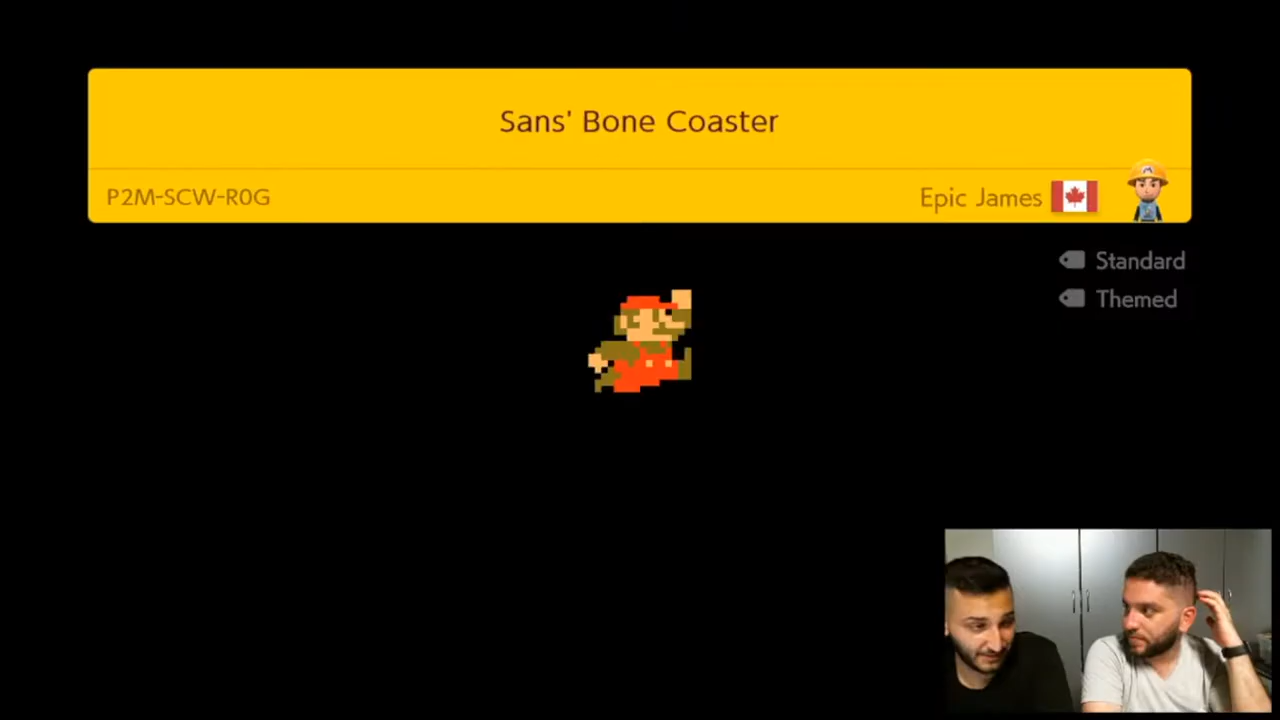 Sans' Bone Coaster
P2M-SCW-R0G
Epic James
Standard
Themed